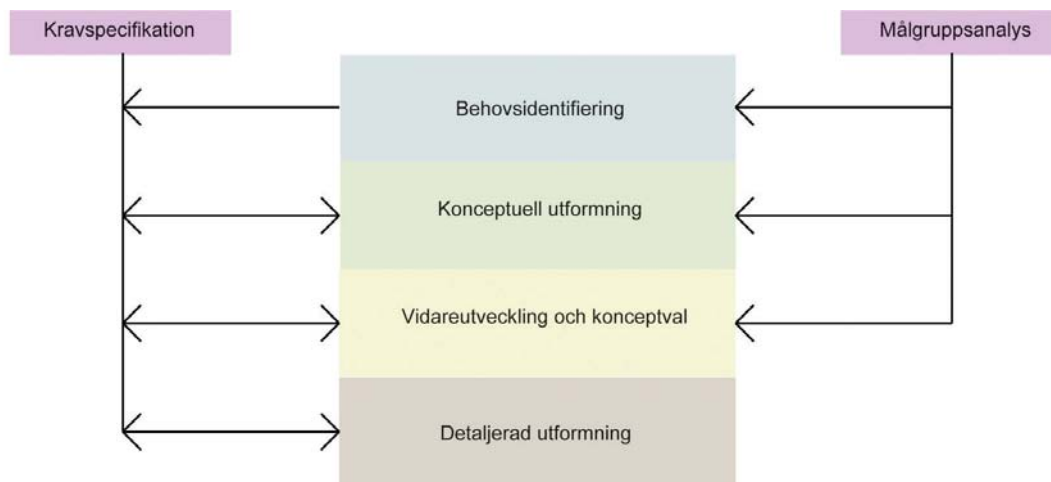 Kravspecifikation
Målgruppsanalys
Behovsidentifiering
Konceptuell utformning
Vidareutveckling och konceptval
Detaljerad utformning